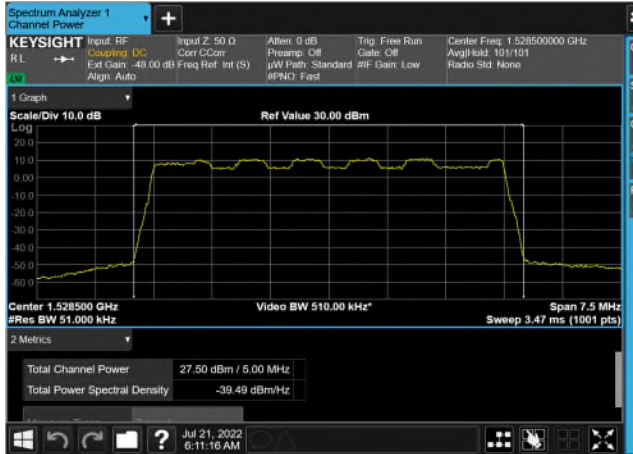 Spectrum Analyzer 1
Channel Power
KEYSIGHT
RL
Input: RF
Coupling: DC
Ext Gain: -48.00 dB
Align: Auto
Input Z: 50 Ω
Corr CCorr
Freq Ref: Int (S)
Atten: 0 dB
Preamp: Off
µW Path: Standard
#PNO: Fast
Trig: Free Run
Gate: Off
#IF Gain: Low
Center Freq: 1.528500000 GHz
Avg|Hold: 101/101
Radio Std: None
1 Graph
Scale/Div 10.0 dB
Ref Value 30.00 dBm
Log
20.0
10.0
0.00
-10.0
-20.0
-30.0
-40.0
-50.0
-60.0
Center 1.528500 GHz
Video BW 510.00 kHz*
Span 7.5 MHz
#Res BW 51.000 kHz
Sweep 3.47 ms (1001 pts)
2 Metrics
Total Channel Power 27.50 dBm / 5.00 MHz
Total Power Spectral Density -39.49 dBm/Hz
?
Jul 21, 2022
6:11:16 AM